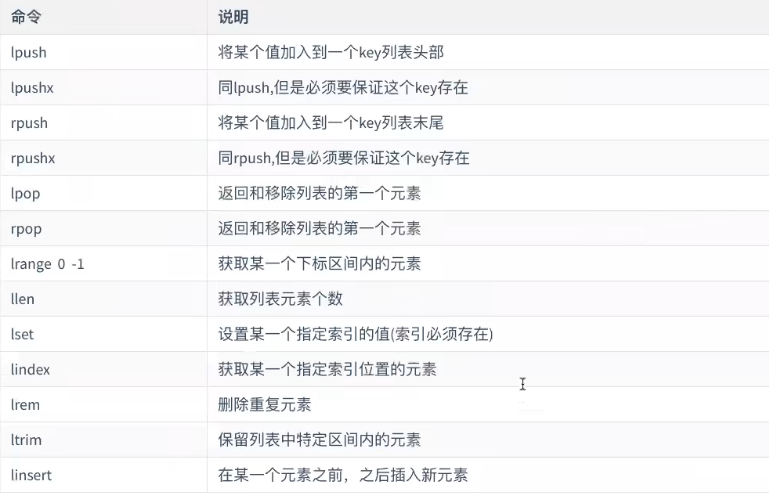 命令 说明
lpush 将某个值加入到一个key列表头部
lpushx 同lpush,但是必须要保证这个key存在
rpush 将某个值加入到一个key列表末尾
rpushx 同rpush,但是必须要保证这个key存在
lpop 返回和移除列表的第一个元素
rpop 返回和移除列表的第一个元素
lrange 0 -1 获取某一个下标区间内的元素
llen 获取列表元素个数
lset 设置某一个指定索引的值(索引必须存在)
lindex 获取某一个指定索引位置的元素
lrem 删除重复元素
ltrim 保留列表中特定区间内的元素
linsert 在某一个元素之前，之后插入新元素